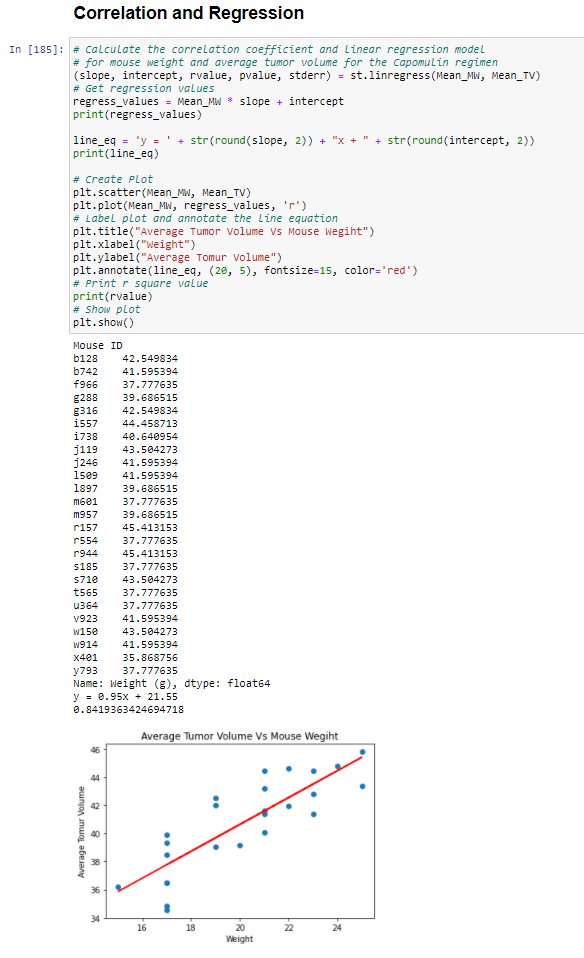 Correlation and Regression
In [185]:
# Calculate the correlation coefficient and linear regression model
# for mouse weight and average tumor volume for the Capomulin regimen
(slope, intercept, rvalue, pvalue, stderr) = st.linregress(Mean_MW, Mean_TV)
# Get regression values
regress_values = Mean_MW * slope + intercept
print(regress_values)
line_eq = 'y = ' + str(round(slope, 2)) + "x + " + str(round(intercept, 2))
print(line_eq)
# Create Plot
plt.scatter(Mean_MW, Mean_TV)
plt.plot(Mean_MW, regress_values, 'r')
# Label plot and annotate the line equation
plt.title("Average Tumor Volume Vs Mouse Wegiht")
plt.xlabel("Weight")
plt.ylabel("Average Tomur Volume")
plt.annotate(line_eq, (20, 5), fontsize=15, color='red')
# Print r square value
print(rvalue)
# Show plot
plt.show()
Mouse ID
b128 42.549834
b742 41.595394
f966 37.777635
g288 39.686515
g316 42.549834
i557 44.458713
i738 40.640954
j119 43.504273
j246 41.595394
l509 41.595394
l897 39.686515
m601 37.777635
m957 39.686515
r157 45.413153
r554 37.777635
r944 45.413153
s185 37.777635
s710 43.504273
t565 37.777635
u364 37.777635
v923 41.595394
w150 43.504273
w914 41.595394
x401 35.868756
y793 37.777635
Name: Weight (g), dtype: float64
y = 0.95x + 21.55
0.8419363424694718
Average Tumor Volume Vs Mouse Wegiht
46
44
42
40
38
36
34
Average Tomur Volume
16 18 20 22 24
Weight